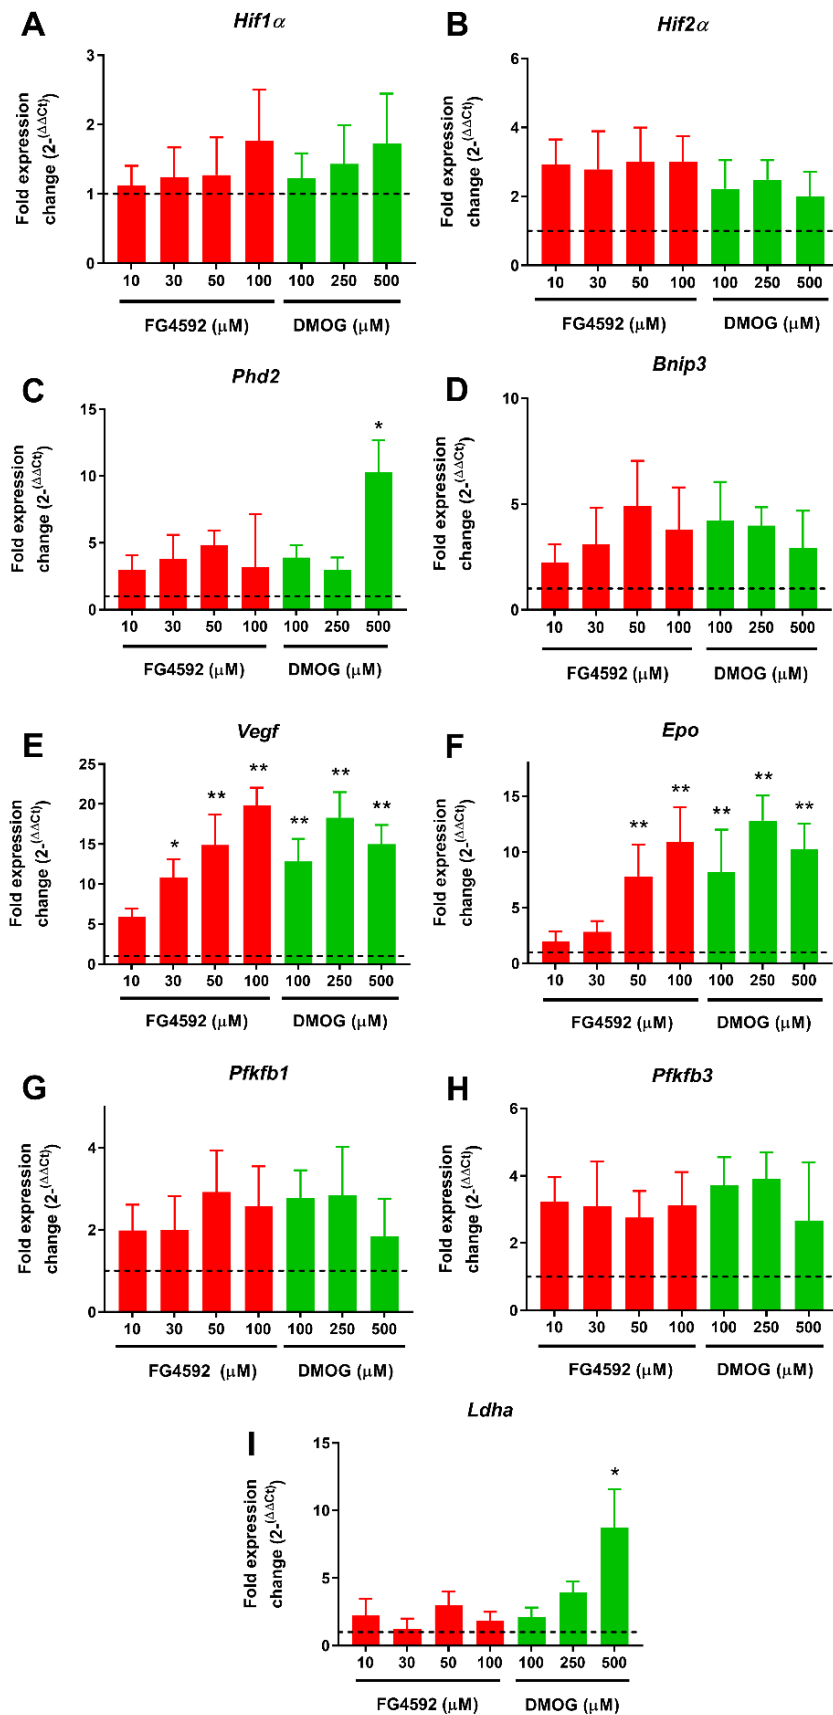 A
Hif1α
Fold expression
change (2-(ΔΔCt))
3
2
1
0
10 30 50 100 100 250 500
FG4592 (μM) DMOG (μM)
B
Hif2α
Fold expression
change (2-(ΔΔCt))
6
4
2
0
10 30 50 100 100 250 500
FG4592 (μM) DMOG (μM)
C
Phd2
Fold expression
change (2-(ΔΔCt))
15
10
5
0
*
10 30 50 100 100 250 500
FG4592 (μM) DMOG (μM)
D
Bnip3
Fold expression
change (2-(ΔΔCt))
10
5
0
10 30 50 100 100 250 500
FG4592 (μM) DMOG (μM)
E
Vegf
Fold expression
change (2-(ΔΔCt))
25
20
15
10
5
0
* ** ** ** ** **
10 30 50 100 100 250 500
FG4592 (μM) DMOG (μM)
F
Epo
Fold expression
change (2-(ΔΔCt))
15
10
5
0
** ** ** ** **
10 30 50 100 100 250 500
FG4592 (μM) DMOG (μM)
G
Pfkfb1
Fold expression
change (2-(ΔΔCt))
4
2
0
10 30 50 100 100 250 500
FG4592 (μM) DMOG (μM)
H
Pfkfb3
Fold expression
change (2-(ΔΔCt))
6
4
2
0
10 30 50 100 100 250 500
FG4592 (μM) DMOG (μM)
I
Ldha
Fold expression
change (2-(ΔΔCt))
15
10
5
0
*
10 30 50 100 100 250 500
FG4592 (μM) DMOG (μM)